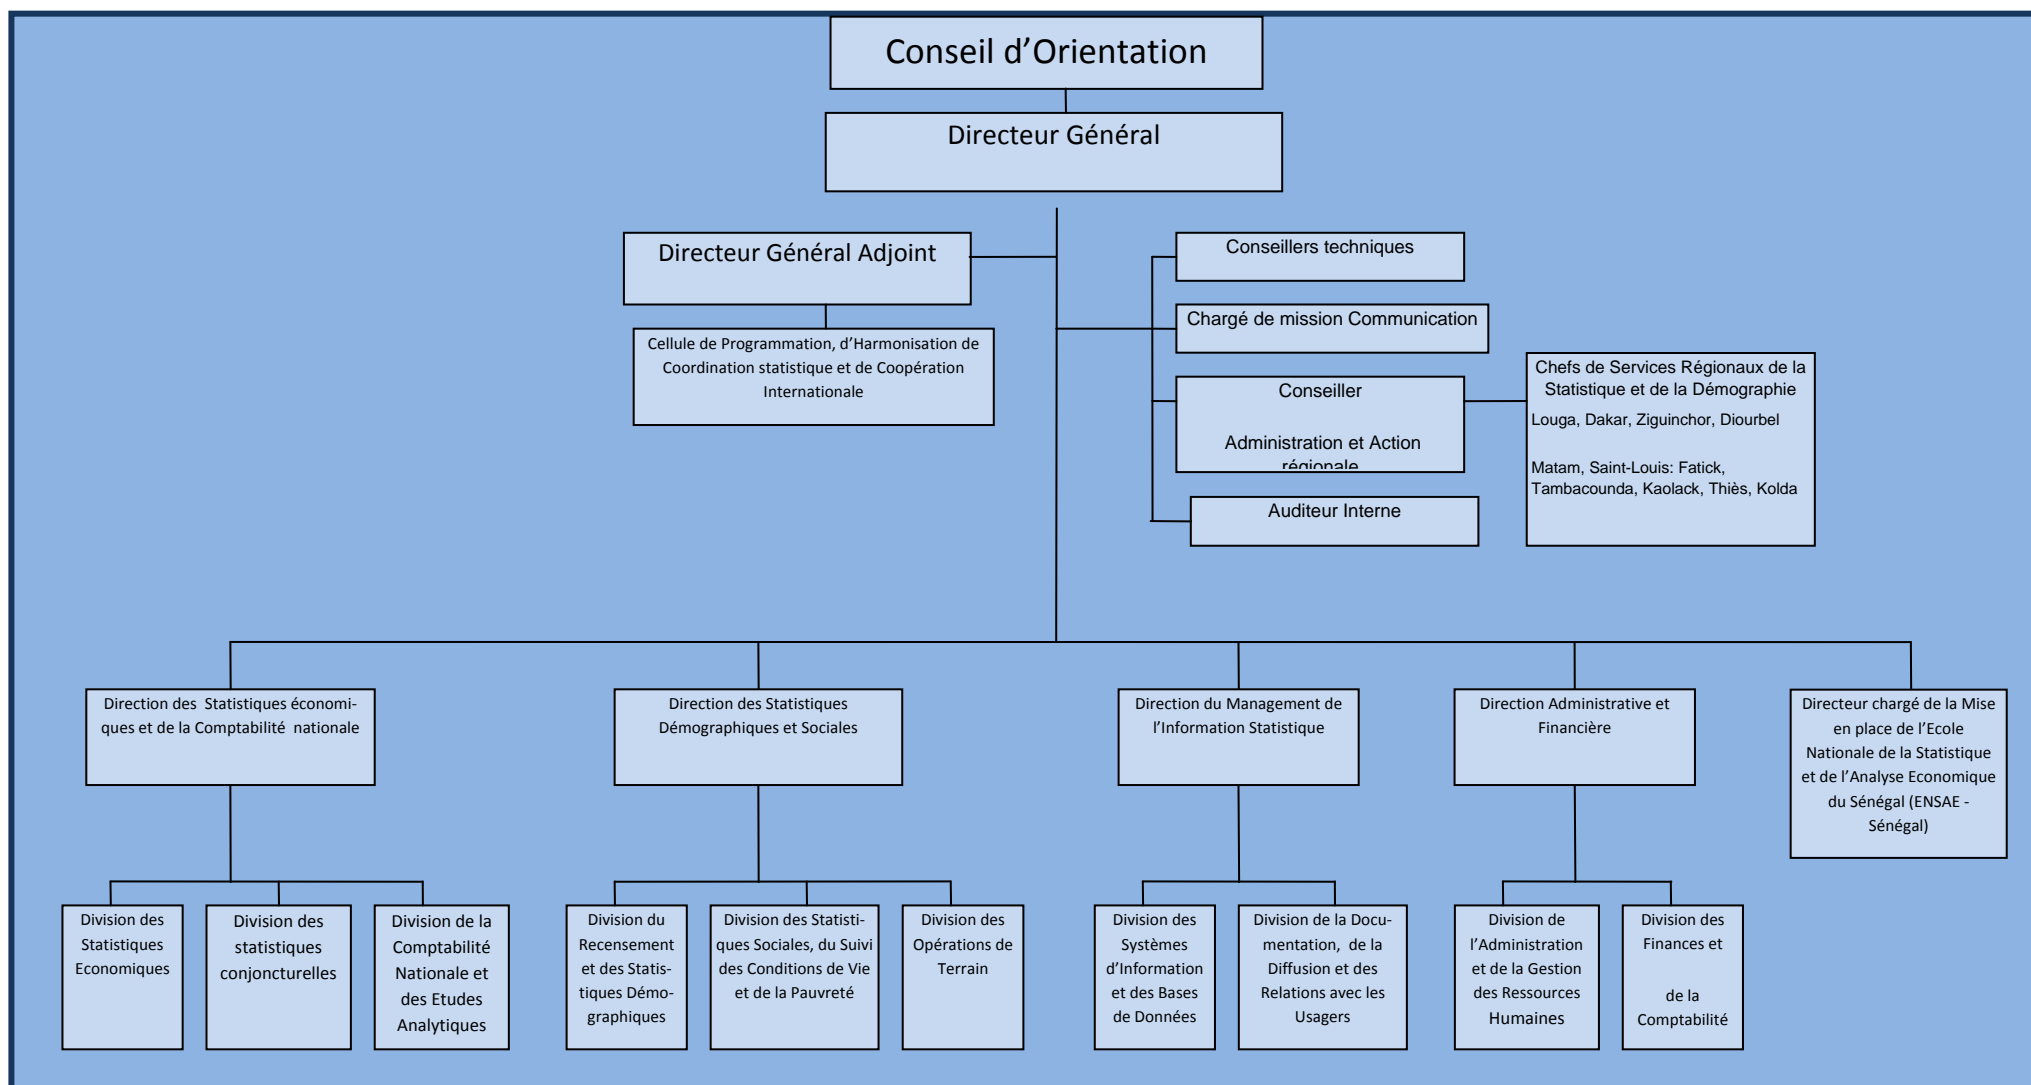 Conseil d’Orientation
Directeur Général
Directeur Général Adjoint
Cellule de Programmation, d’Harmonisation de
Coordination statistique et de Coopération
Internationale
Conseillers techniques
Chargé de mission Communication
Conseiller
Administration et Action
régionale
Auditeur Interne
Chefs de Services Régionaux de la
Statistique et de la Démographie
Louga, Dakar, Ziguinchor, Diourbel
Matam, Saint-Louis: Fatick,
Tambacounda, Kaolack, Thiès, Kolda
Direction des Statistiques économi-
ques et de la Comptabilité nationale
Direction des Statistiques
Démographiques et Sociales
Direction du Management de
l’Information Statistique
Direction Administrative et
Financière
Directeur chargé de la Mise
en place de l’Ecole
Nationale de la Statistique
et de l’Analyse Economique
du Sénégal (ENSAE -
Sénégal)
Division des
Statistiques
Economiques
Division des
statistiques
conjoncturelles
Division de la
Comptabilité
Nationale et
des Etudes
Analytiques
Division du
Recensement
et des Statis-
tiques Démo-
graphiques
Division des Statisti-
ques Sociales, du Suivi
des Conditions de Vie
et de la Pauvreté
Division des
Opérations de
Terrain
Division des
Systèmes
d’Information
et des Bases
de Données
Division de la Docu-
mentation, de la
Diffusion et des
Relations avec les
Usagers
Division de
l’Administration
et de la Gestion
des Ressources
Humaines
Division des
Finances et
de la
Comptabilité